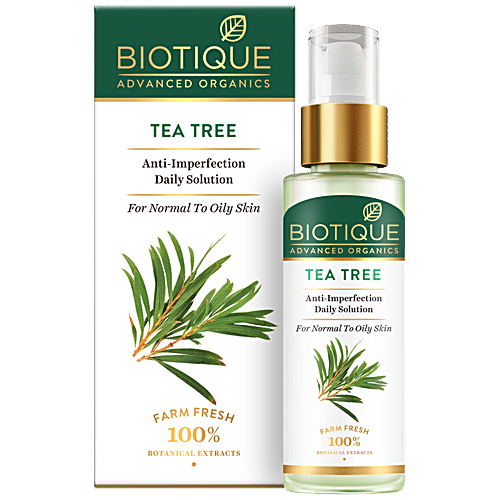 BIOTIQUE
ADVANCED ORGANICS
TEA TREE
Anti-Imperfection
Daily Solution
For Normal To Oily Skin
FARM FRESH
100%
BOTANICAL EXTRACTS
BIOTIQUE
ADVANCED ORGANICS
TEA TREE
Anti-Imperfection
Daily Solution
For Normal To Oily Skin
FARM FRESH
100%
BOTANICAL EXTRACTS